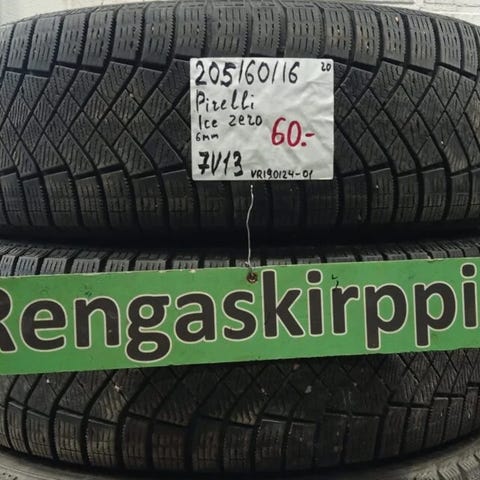 205/60/16 20
Pirelli
Ice zero
6mm 60.-
7V13 VR190124-01
Rengaskirppi